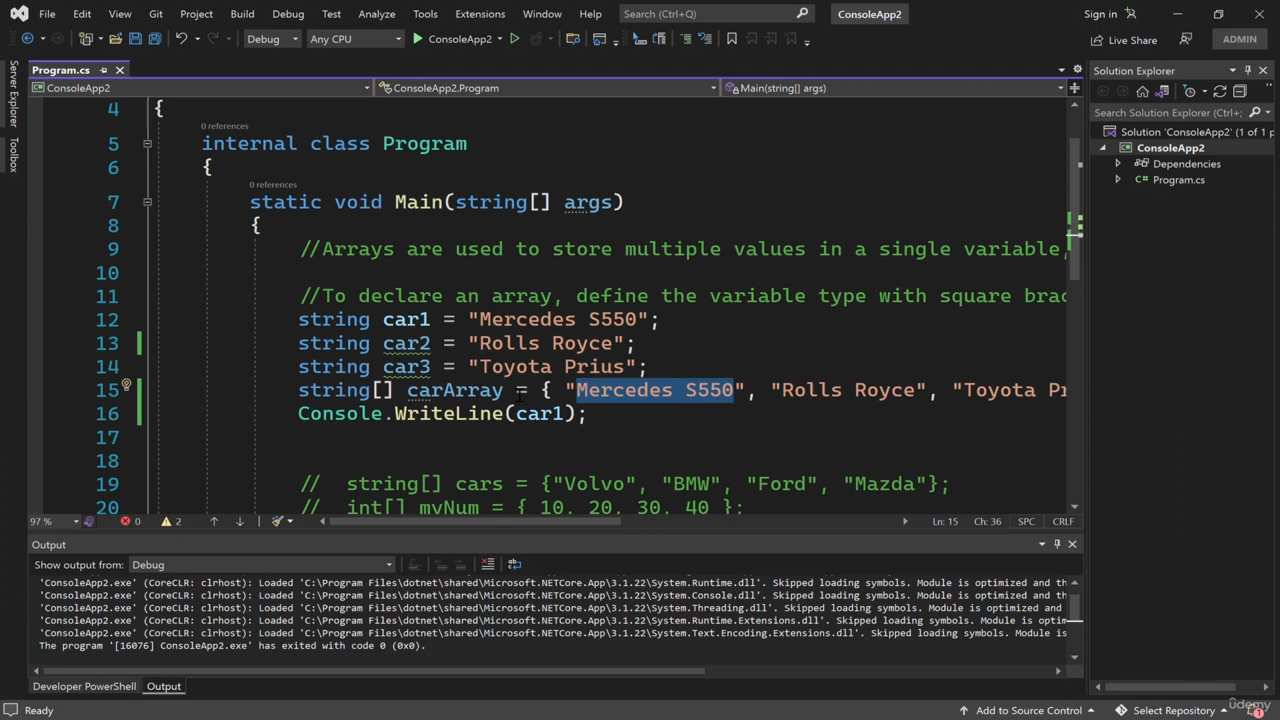 File Edit View Git Project Build Debug Test Analyze Tools Extensions Window Help Search (Ctrl+Q) ConsoleApp2 Sign in
Debug Any CPU ConsoleApp2 Live Share ADMIN
Server Explorer
Toolbox
Program.cs
ConsoleApp2 ConsoleApp2.Program Main(string[] args)
4 {
0 references
5 internal class Program
6 {
0 references
7 static void Main(string[] args)
8 {
9 //Arrays are used to store multiple values in a single variable,
10
11 //To declare an array, define the variable type with square brac
12 string car1 = "Mercedes S550";
13 string car2 = "Rolls Royce";
14 string car3 = "Toyota Prius";
15 string[] carArray = { "Mercedes S550", "Rolls Royce", "Toyota Pr
16 Console.WriteLine(car1);
17
18
19 // string[] cars = {"Volvo", "BMW", "Ford", "Mazda"};
20 // int[] myNum = { 10, 20, 30, 40 };
97 % 0 2 Ln: 15 Ch: 36 SPC CRLF
Solution Explorer
Search Solution Explorer (Ctrl+;)
Solution 'ConsoleApp2' (1 of 1 p
ConsoleApp2
Dependencies
C# Program.cs
Output
Show output from: Debug
'ConsoleApp2.exe' (CoreCLR: clrhost): Loaded 'C:\Program Files\dotnet\shared\Microsoft.NETCore.App\3.1.22\System.Runtime.dll'. Skipped loading symbols. Module is optimized and th
'ConsoleApp2.exe' (CoreCLR: clrhost): Loaded 'C:\Program Files\dotnet\shared\Microsoft.NETCore.App\3.1.22\System.Console.dll'. Skipped loading symbols. Module is optimized and th
'ConsoleApp2.exe' (CoreCLR: clrhost): Loaded 'C:\Program Files\dotnet\shared\Microsoft.NETCore.App\3.1.22\System.Threading.dll'. Skipped loading symbols. Module is optimized and
'ConsoleApp2.exe' (CoreCLR: clrhost): Loaded 'C:\Program Files\dotnet\shared\Microsoft.NETCore.App\3.1.22\System.Runtime.Extensions.dll'. Skipped loading symbols. Module is optim
'ConsoleApp2.exe' (CoreCLR: clrhost): Loaded 'C:\Program Files\dotnet\shared\Microsoft.NETCore.App\3.1.22\System.Text.Encoding.Extensions.dll'. Skipped loading symbols. Module is
The program '[16076] ConsoleApp2.exe' has exited with code 0 (0x0).
Developer PowerShell Output
Ready Add to Source Control Select Repository 1
udemy